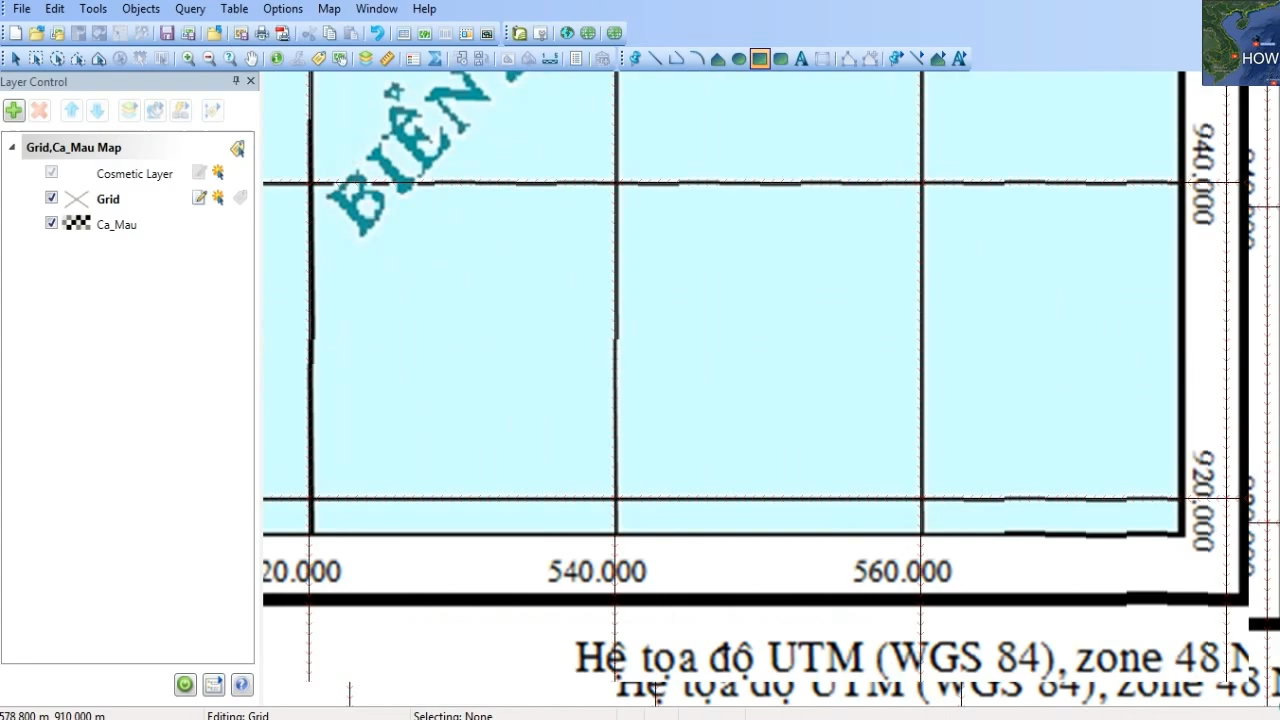 File Edit Tools Objects Query Table Options Map Window Help
HOW
Layer Control
Grid,Ca_Mau Map
Cosmetic Layer
Grid
Ca_Mau
BIỂN
940.000
920.000
20.000 540.000 560.000
Hệ tọa độ UTM (WGS 84), zone 48 N
578.800 m, 910.000 m Editing: Grid Selecting: None